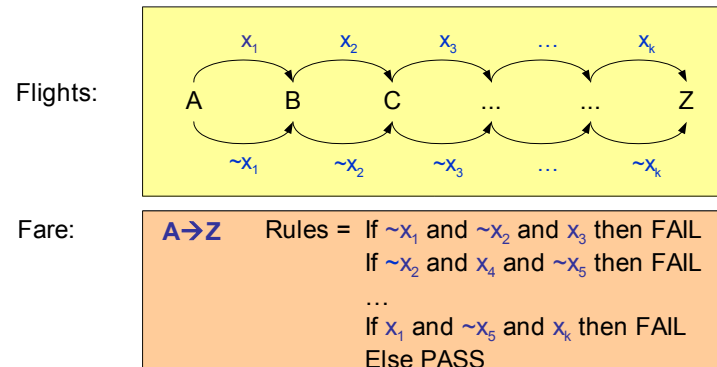 x₁ x₂ x₃ ... xₖ
Flights: A B C ... ... Z
~x₁ ~x₂ ~x₃ ... ~xₖ
Fare: A→Z Rules = If ~x₁ and ~x₂ and x₃ then FAIL
If ~x₂ and x₄ and ~x₅ then FAIL
...
If x₁ and ~x₅ and xₖ then FAIL
Else PASS